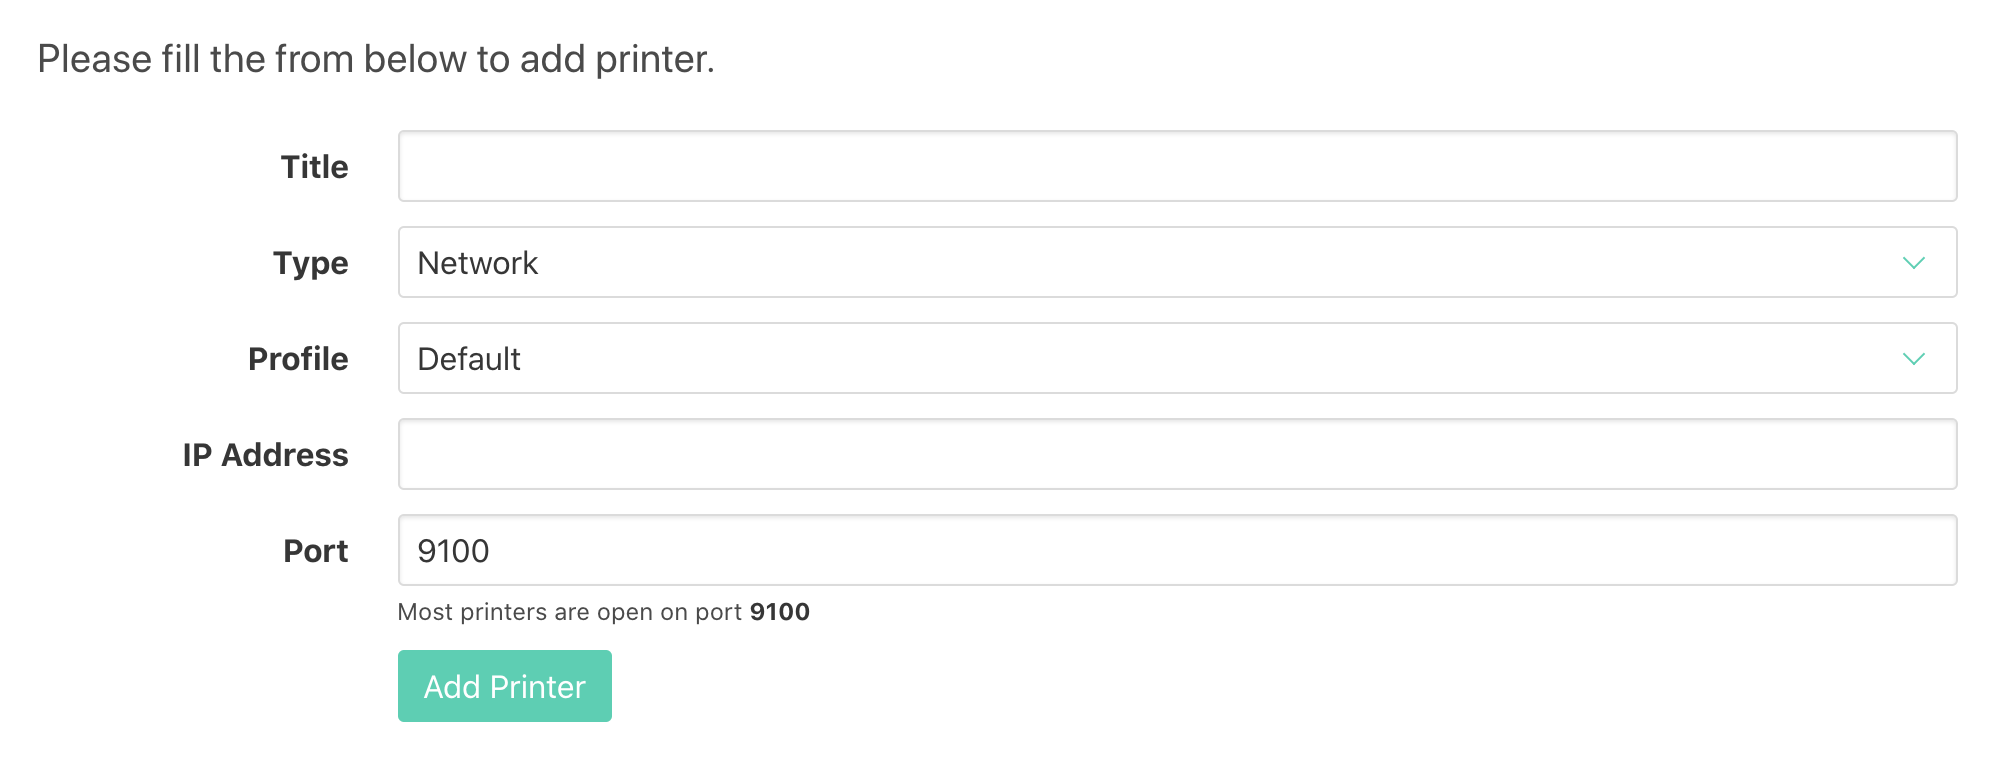 Please fill the from below to add printer.
Title
Type Network
Profile Default
IP Address
Port 9100
Most printers are open on port 9100
Add Printer